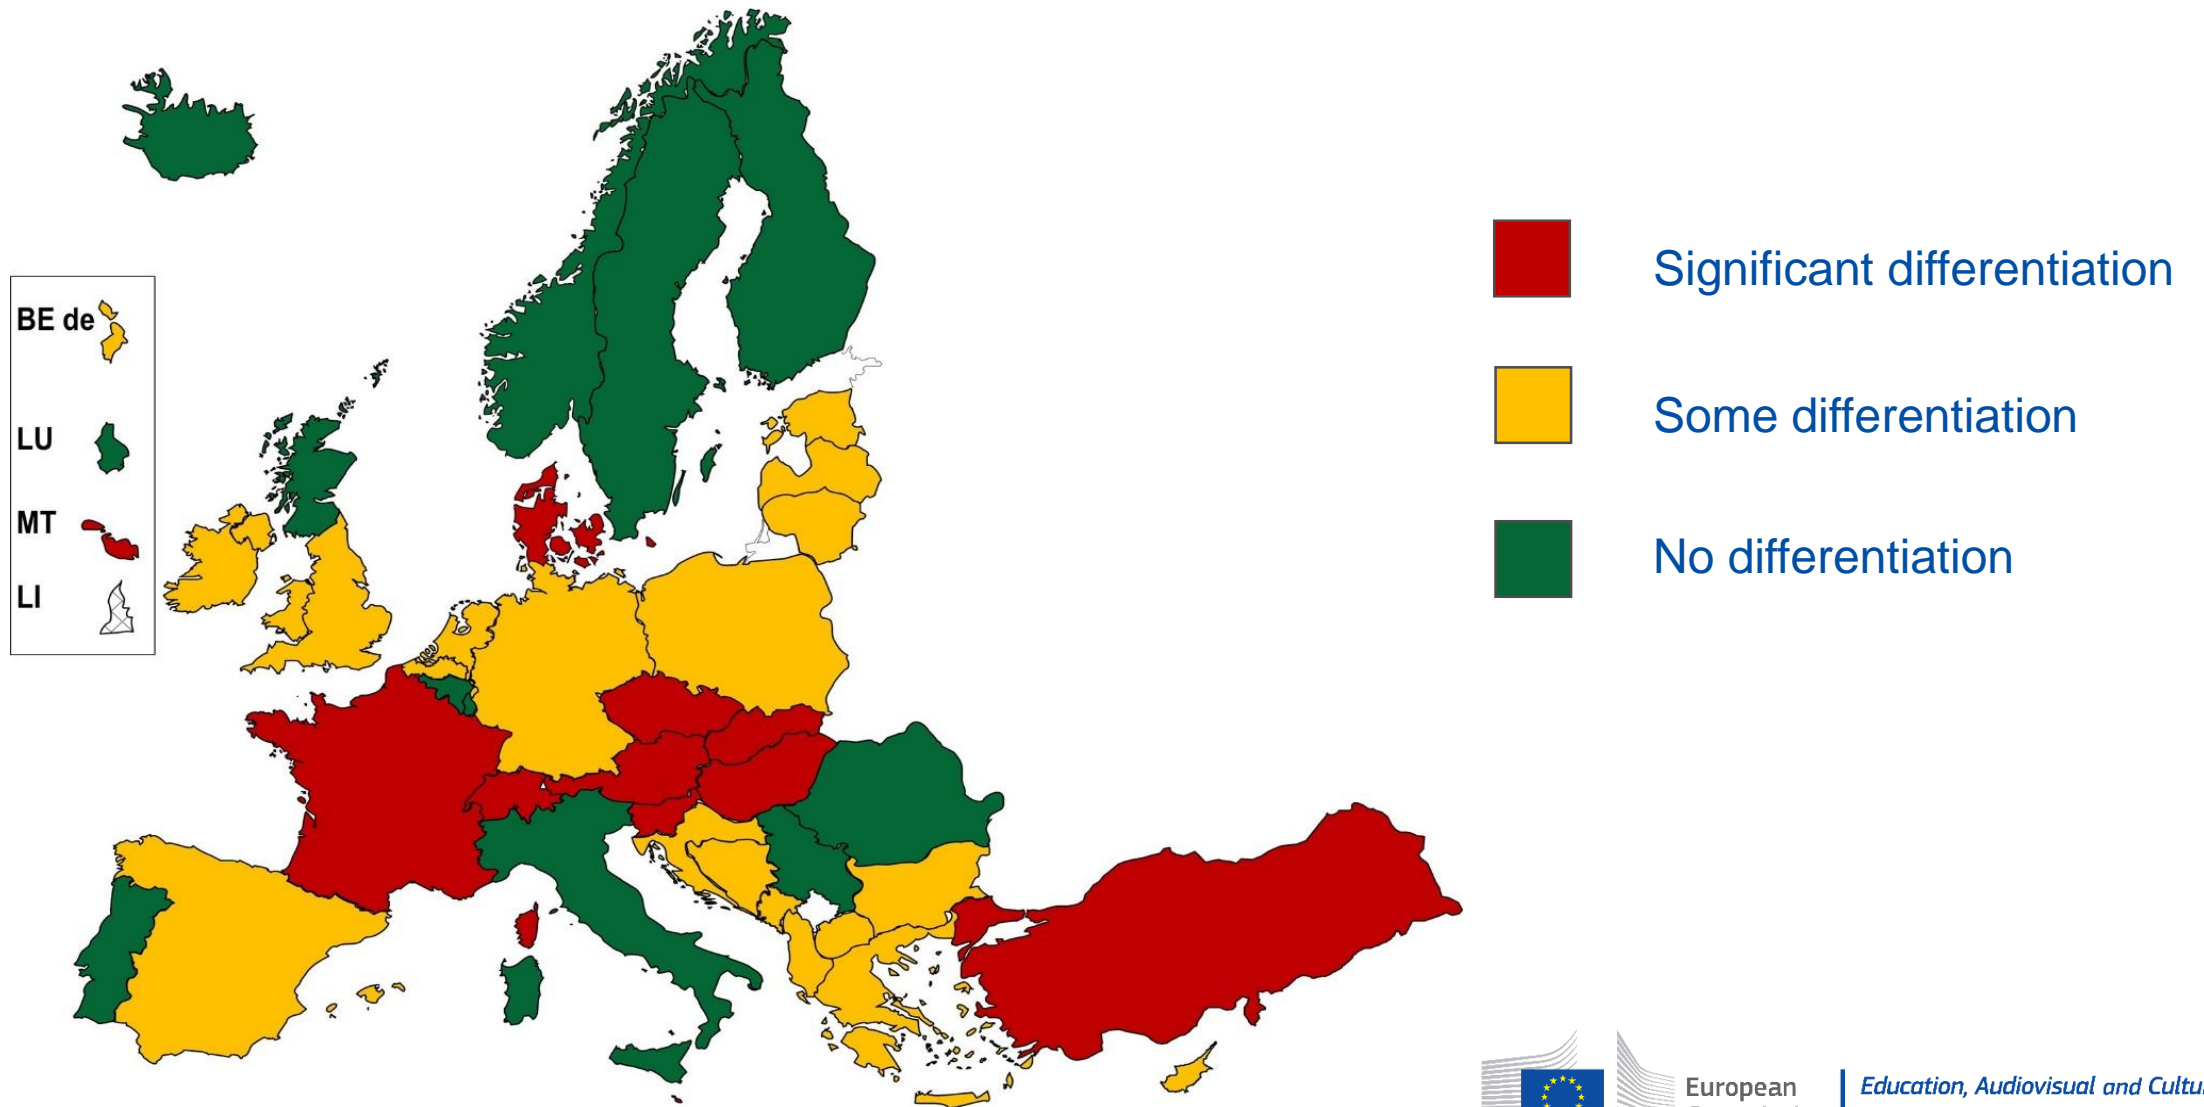 BE de
LU
MT
LI
Significant differentiation
Some differentiation
No differentiation
European
Education, Audiovisual and